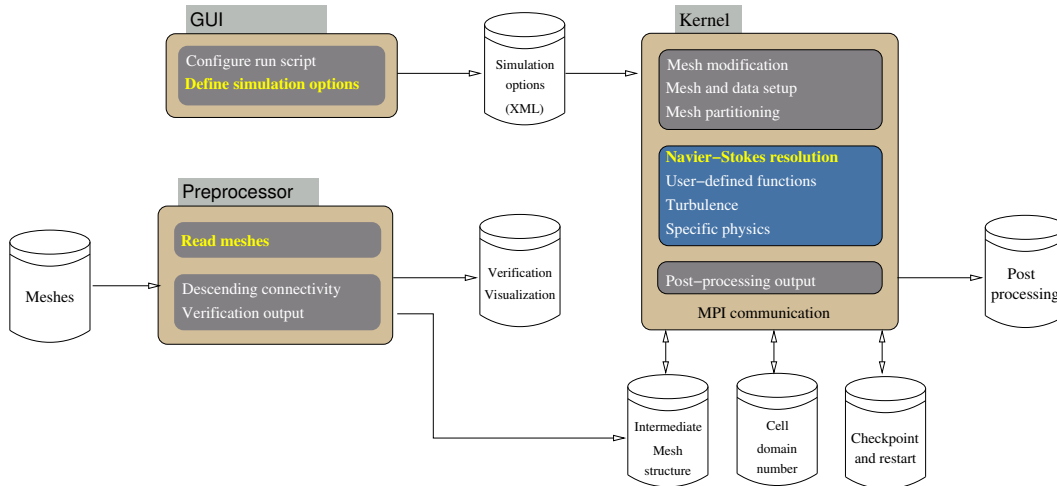 GUI
Configure run script
Define simulation options
Simulation
options
(XML)
Kernel
Mesh modification
Mesh and data setup
Mesh partitioning
Navier−Stokes resolution
User−defined functions
Turbulence
Specific physics
Post−processing output
MPI communication
Preprocessor
Read meshes
Descending connectivity
Verification output
Meshes
Verification
Visualization
Post
processing
Intermediate
Mesh
structure
Cell
domain
number
Checkpoint
and restart